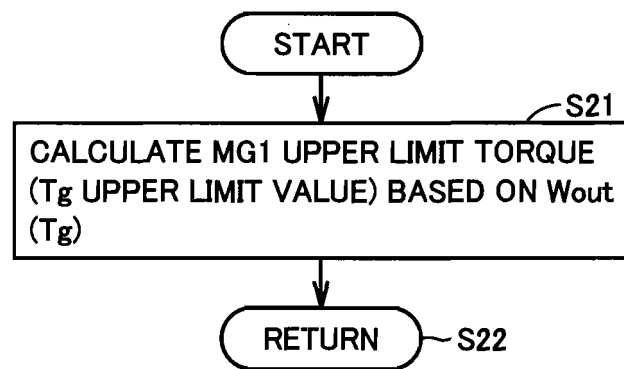 START
S21
CALCULATE MG1 UPPER LIMIT TORQUE
(Tg UPPER LIMIT VALUE) BASED ON Wout
(Tg)
RETURN
S22